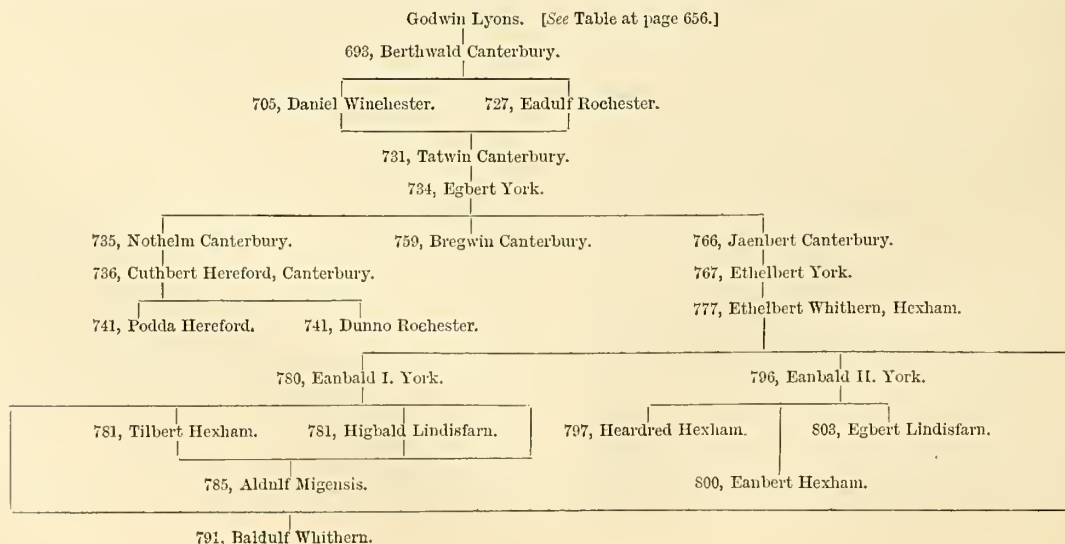 Godwin Lyons. [See Table at page 656.]
693, Berthwald Canterbury.
705, Daniel Winchester. 727, Eadulf Rochester.
731, Tatwin Canterbury.
734, Egbert York.
735, Nothelm Canterbury. 759, Bregwin Canterbury. 766, Jaenbert Canterbury.
736, Cuthbert Hereford, Canterbury. 767, Ethelbert York.
741, Podda Hereford. 741, Dunno Rochester. 777, Ethelbert Whithern, Hexham.
780, Eanbald I. York. 796, Eanbald II. York.
781, Tilbert Hexham. 781, Higbald Lindisfarn. 797, Heardred Hexham. 803, Egbert Lindisfarn.
785, Aldulf Migensis. 800, Eanbert Hexham.
791, Baldulf Whithern.